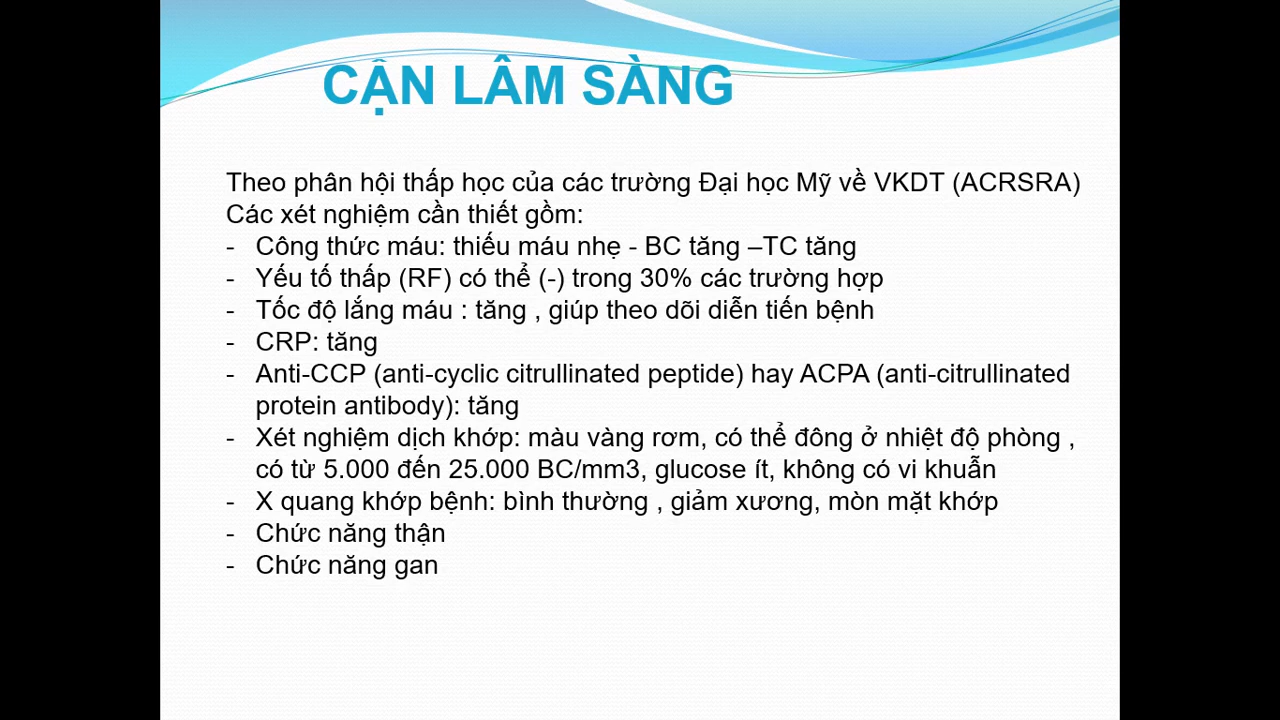 CẬN LÂM SÀNG
Theo phân hội thấp học của các trường Đại học Mỹ về VKDT (ACRSRA)
Các xét nghiệm cần thiết gồm:
- Công thức máu: thiếu máu nhẹ - BC tăng –TC tăng
- Yếu tố thấp (RF) có thể (-) trong 30% các trường hợp
- Tốc độ lắng máu : tăng , giúp theo dõi diễn tiến bệnh
- CRP: tăng
- Anti-CCP (anti-cyclic citrullinated peptide) hay ACPA (anti-citrullinated
protein antibody): tăng
- Xét nghiệm dịch khớp: màu vàng rơm, có thể đông ở nhiệt độ phòng ,
có từ 5.000 đến 25.000 BC/mm3, glucose ít, không có vi khuẫn
- X quang khớp bệnh: bình thường , giảm xương, mòn mặt khớp
- Chức năng thận
- Chức năng gan